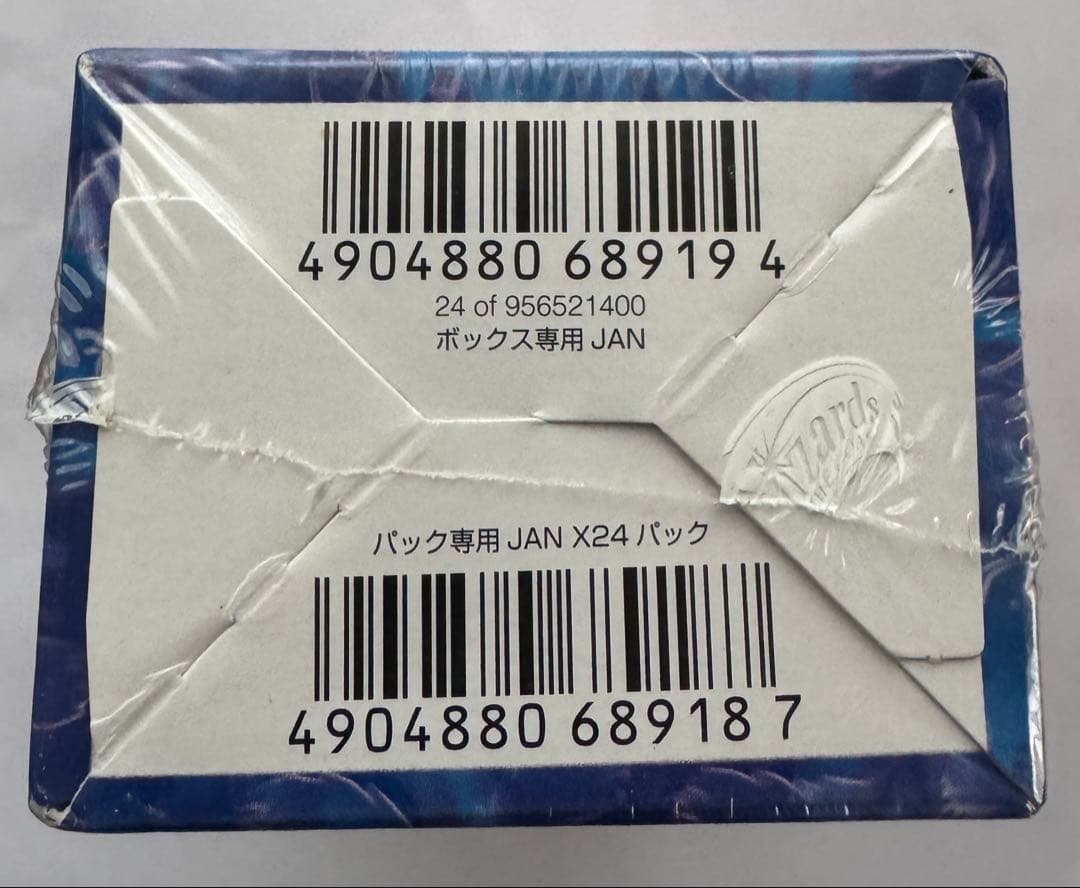 4904880 68919 4
24 of 956521400
ボックス専用 JAN
zards
パック専用 JAN X24 パック
4904880 68918 7